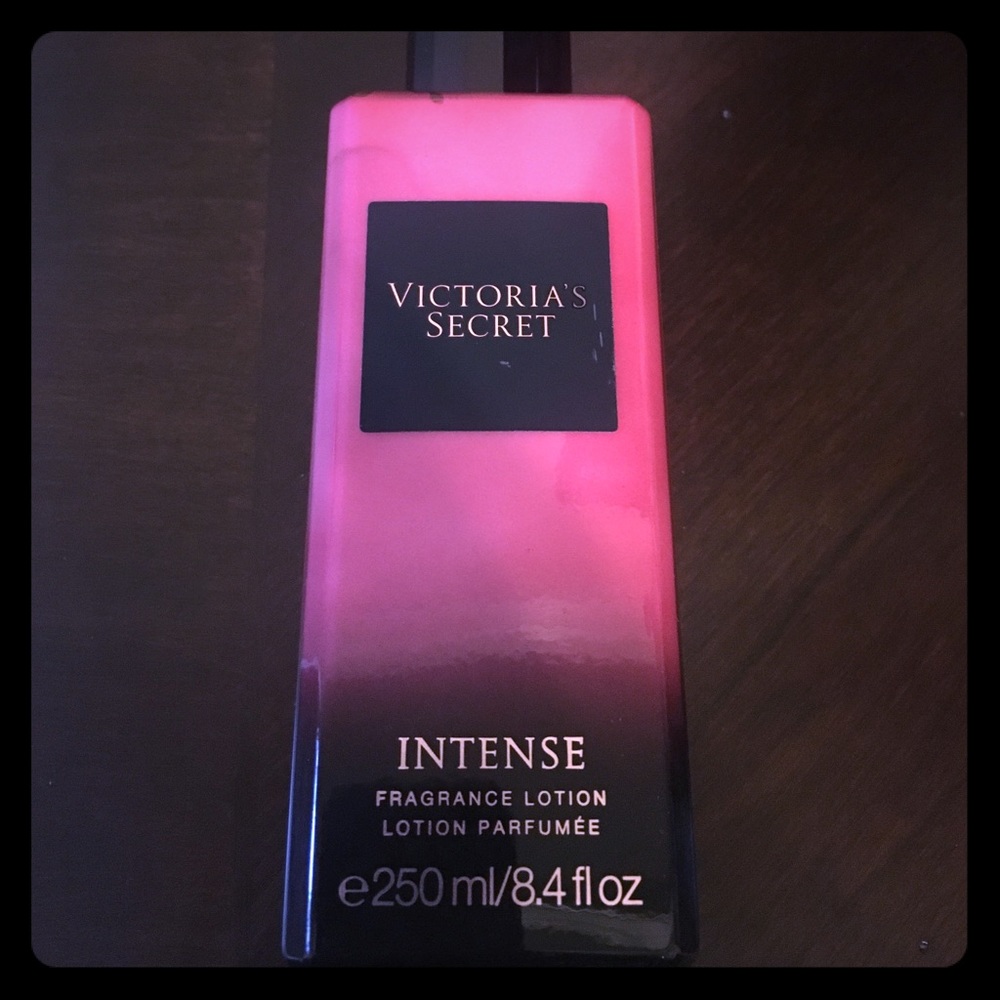 VICTORIA'S
SECRET
INTENSE
FRAGRANCE LOTION
LOTION PARFUMÉE
℮250 ml/8.4 fl oz